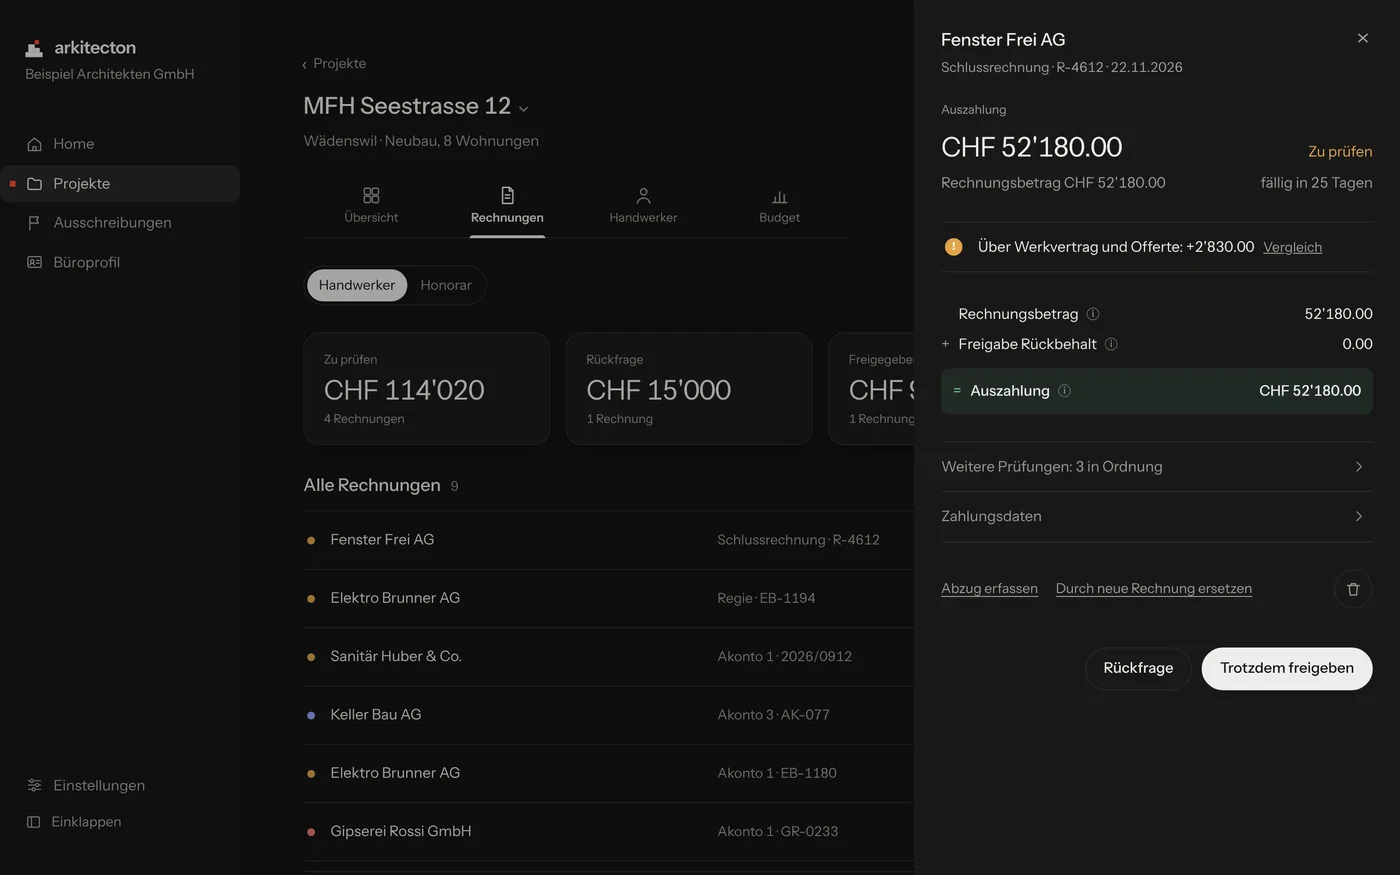 arkitecton
Beispiel Architekten GmbH
Home
Projekte
Ausschreibungen
Büroprofil
Einstellungen
Einklappen
‹ Projekte
MFH Seestrasse 12
Wädenswil · Neubau, 8 Wohnungen
Übersicht
Rechnungen
Handwerker
Budget
Handwerker
Honorar
Zu prüfen
CHF 114'020
4 Rechnungen
Rückfrage
CHF 15'000
1 Rechnung
CHF
1 Rechnung
Alle Rechnungen 9
Fenster Frei AG Schlussrechnung · R-4612
Elektro Brunner AG Regie · EB-1194
Sanitär Huber & Co. Akonto 1 · 2026/0912
Keller Bau AG Akonto 3 · AK-077
Elektro Brunner AG Akonto 1 · EB-1180
Gipserei Rossi GmbH Akonto 1 · GR-0233
Fenster Frei AG
Schlussrechnung · R-4612 · 22.11.2026
Auszahlung
CHF 52'180.00 Zu prüfen
Rechnungsbetrag CHF 52'180.00 fällig in 25 Tagen
! Über Werkvertrag und Offerte: +2'830.00 Vergleich
Rechnungsbetrag 52'180.00
+ Freigabe Rückbehalt 0.00
= Auszahlung CHF 52'180.00
Weitere Prüfungen: 3 in Ordnung
Zahlungsdaten
Abzug erfassen Durch neue Rechnung ersetzen
Rückfrage Trotzdem freigeben